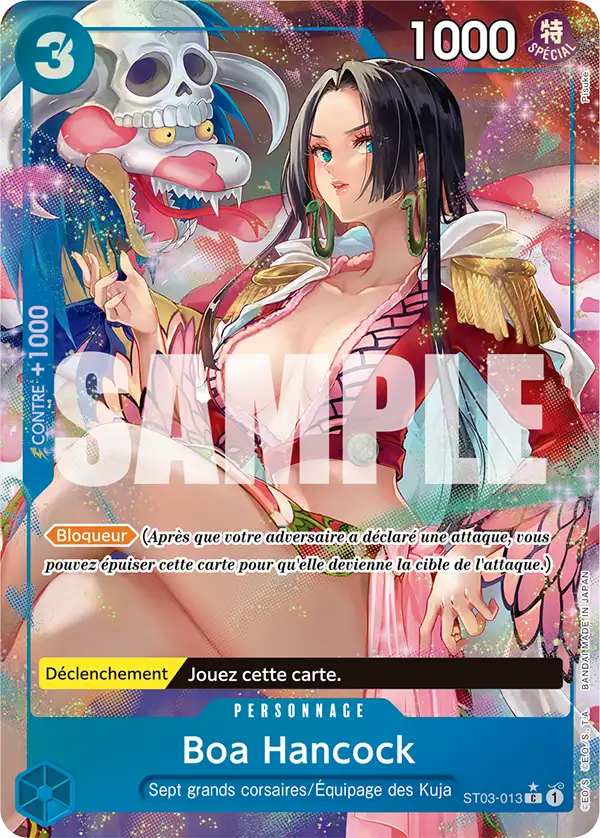 3
1000
特
SPÉCIAL
Pisuke
CONTRE +1000
SAMPLE
Bloqueur (Après que votre adversaire a déclaré une attaque, vous
pouvez épuiser cette carte pour qu'elle devienne la cible de l'attaque.)
Déclenchement Jouez cette carte.
PERSONNAGE
Boa Hancock
Sept grands corsaires/Équipage des Kuja
ST03-013 C 1
©E.O/S. ©E.O./S., T.A. BANDAI MADE IN JAPAN